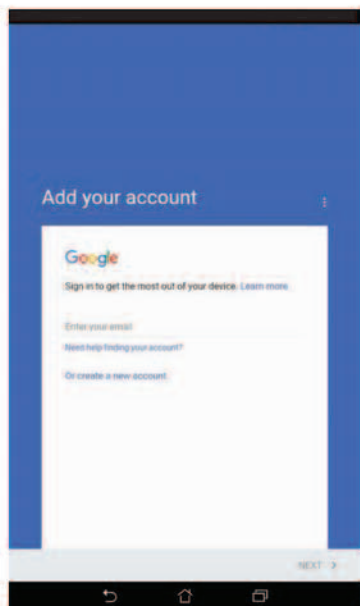 Add your account
Google
Sign in to get the most out of your device. Learn more
Enter your email
Need help finding your account?
Or create a new account
NEXT